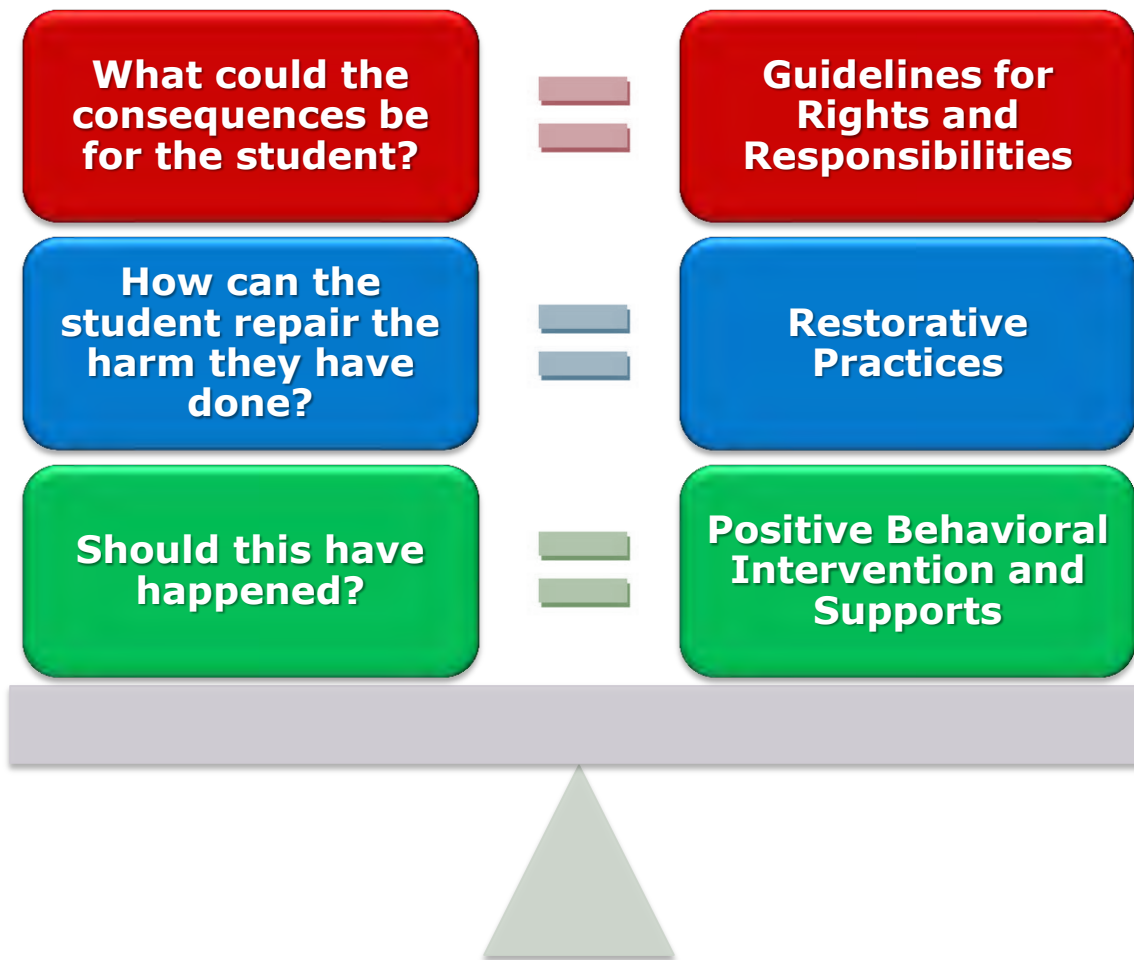 What could the
consequences be
for the student?
Guidelines for
Rights and
Responsibilities
How can the
student repair the
harm they have
done?
Restorative
Practices
Should this have
happened?
Positive Behavioral
Intervention and
Supports